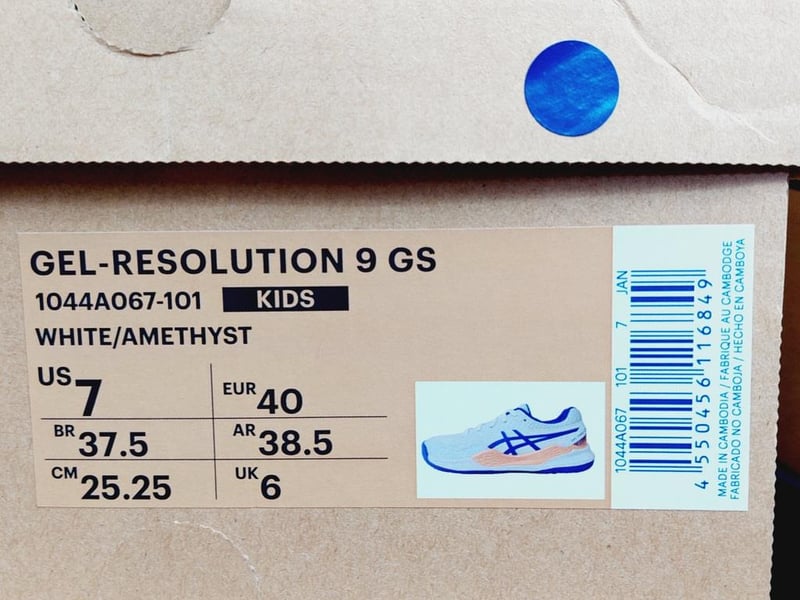 GEL-RESOLUTION 9 GS
1044A067-101 KIDS
WHITE/AMETHYST
US 7
EUR 40
BR 37.5
AR 38.5
CM 25.25
UK 6
1044A067 101 7 JAN
4 550456 116849
MADE IN CAMBODIA / FABRIQUE AU CAMBODGE
FABRICADO NO CAMBOJA / HECHO EN CAMBOYA